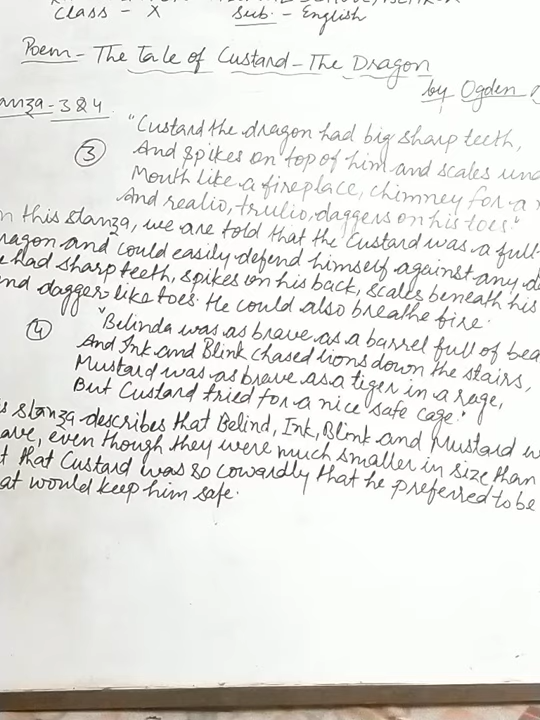 Class - X Sub. - English
Poem - The Tale of Custard - The Dragon
by Ogden
anza - 3 & 4
③ "Custard the dragon had big sharp teeth,
And spikes on top of him and scales und
Mouth like a fireplace, chimney for a n
And realio, trulio, daggers on his toes."
n this stanza, we are told that the Custard was a full-
ragon and could easily defend himself against any da
e had sharp teeth, spikes on his back, scales beneath his
nd dagger-like toes. He could also breathe fire.
④ "Belinda was as brave as a barrel full of bea
And Ink and Blink chased lions down the stairs,
Mustard was as brave as a tiger in a rage,
But Custard tried for a nice safe cage."
is stanza describes that Belind, Ink, Blink and Mustard w
ave, even though they were much smaller in size than
t that Custard was so cowardly that he preferred to be
at would keep him safe.